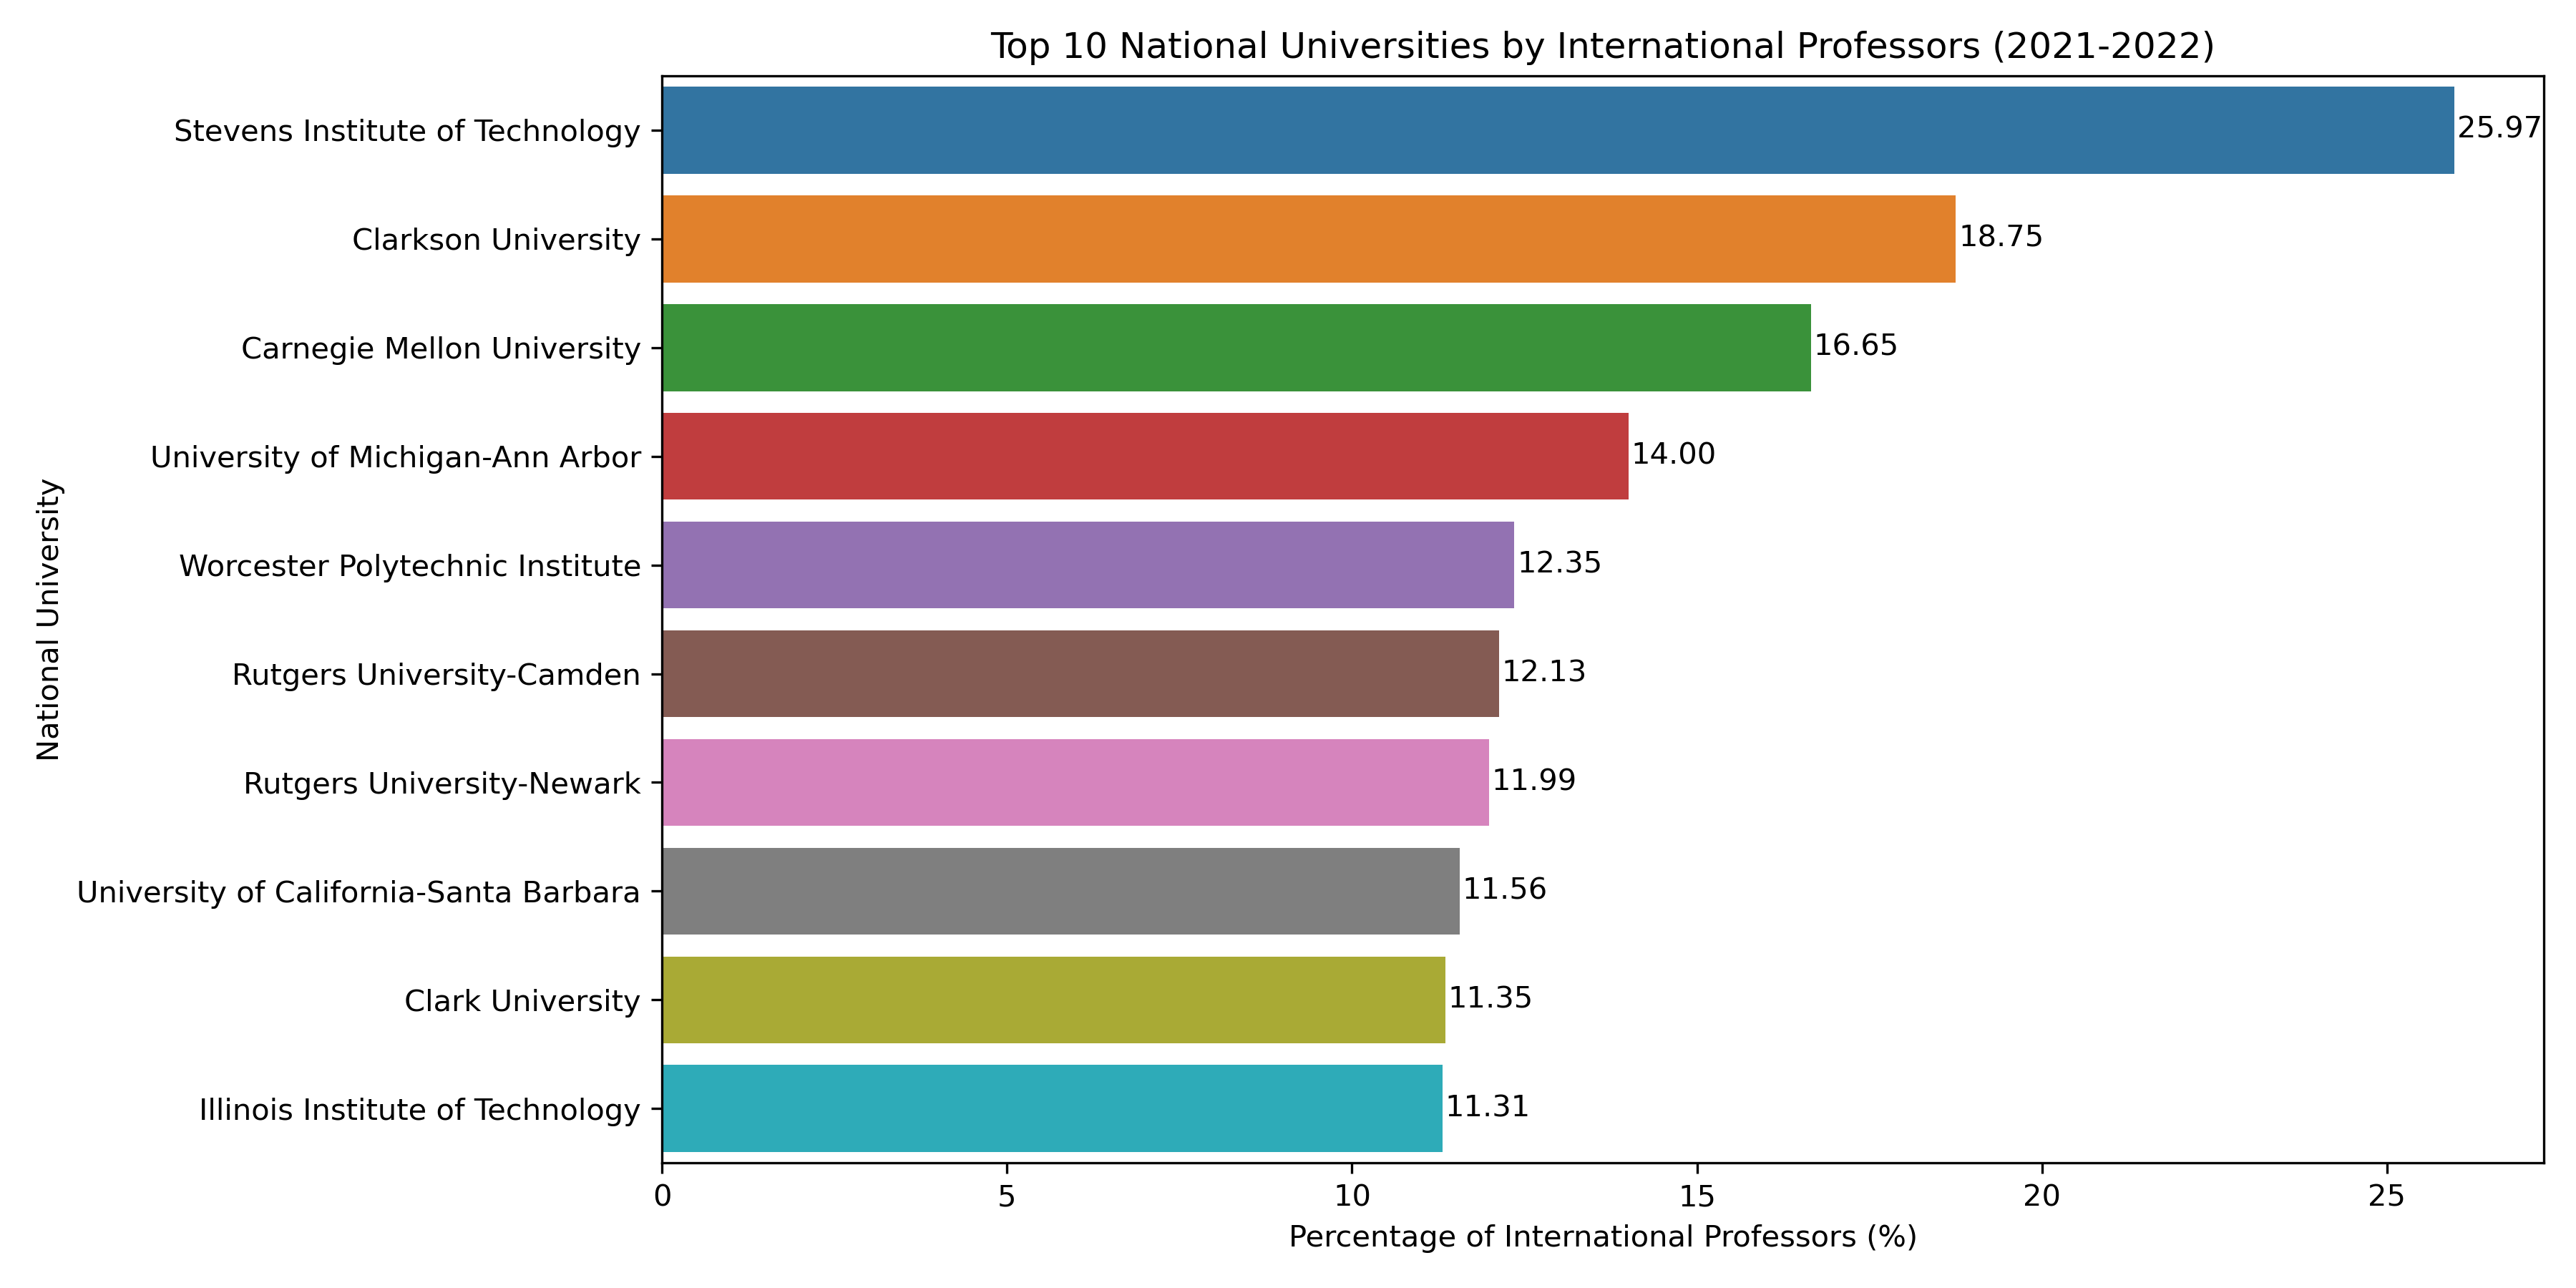 Top 10 National Universities by International Professors (2021-2022)
National University
Stevens Institute of Technology
25.97
Clarkson University
18.75
Carnegie Mellon University
16.65
University of Michigan-Ann Arbor
14.00
Worcester Polytechnic Institute
12.35
Rutgers University-Camden
12.13
Rutgers University-Newark
11.99
University of California-Santa Barbara
11.56
Clark University
11.35
Illinois Institute of Technology
11.31
0 5 10 15 20 25
Percentage of International Professors (%)